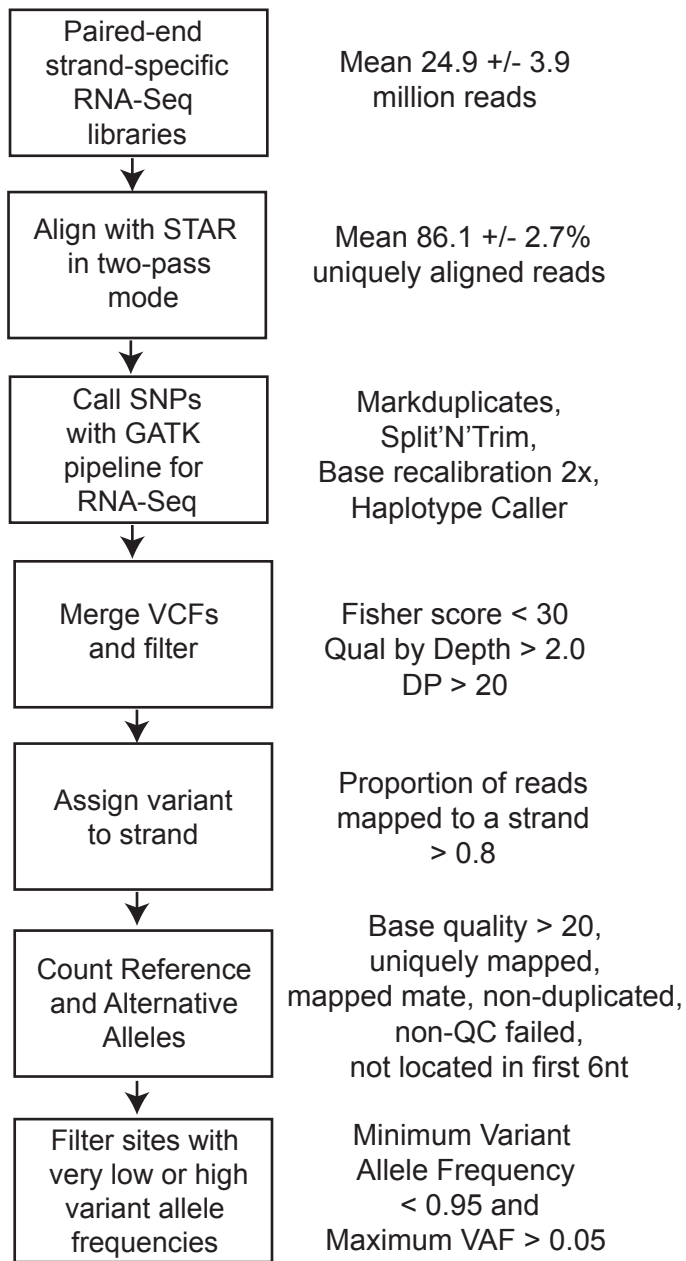 Paired-end
strand-specific
RNA-Seq
libraries
Mean 24.9 +/- 3.9
million reads
Align with STAR
in two-pass
mode
Mean 86.1 +/- 2.7%
uniquely aligned reads
Call SNPs
with GATK
pipeline for
RNA-Seq
Markduplicates,
Split’N’Trim,
Base recalibration 2x,
Haplotype Caller
Merge VCFs
and filter
Fisher score < 30
Qual by Depth > 2.0
DP > 20
Assign variant
to strand
Proportion of reads
mapped to a strand
> 0.8
Count Reference
and Alternative
Alleles
Base quality > 20,
uniquely mapped,
mapped mate, non-duplicated,
non-QC failed,
not located in first 6nt
Filter sites with
very low or high
variant allele
frequencies
Minimum Variant
Allele Frequency
< 0.95 and
Maximum VAF > 0.05